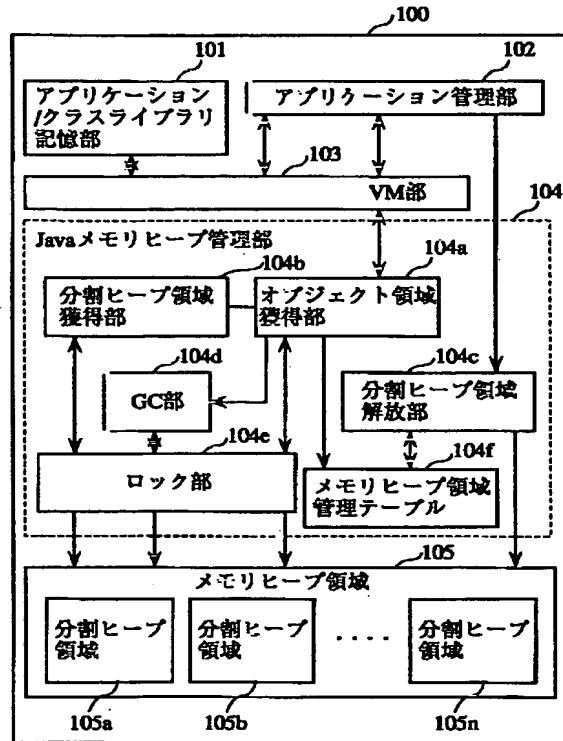 100
101
102
アプリケーション
/クラスライブラリ
記憶部
アプリケーション管理部
103
VM部
104
Javaメモリヒープ管理部
104b
104a
分割ヒープ領域
獲得部
オブジェクト領域
獲得部
104d
104c
GC部
分割ヒープ領域
解放部
104e
104f
ロック部
メモリヒープ領域
管理テーブル
105
メモリヒープ領域
分割ヒープ
領域
分割ヒープ
領域
····
分割ヒープ
領域
105a
105b
105n